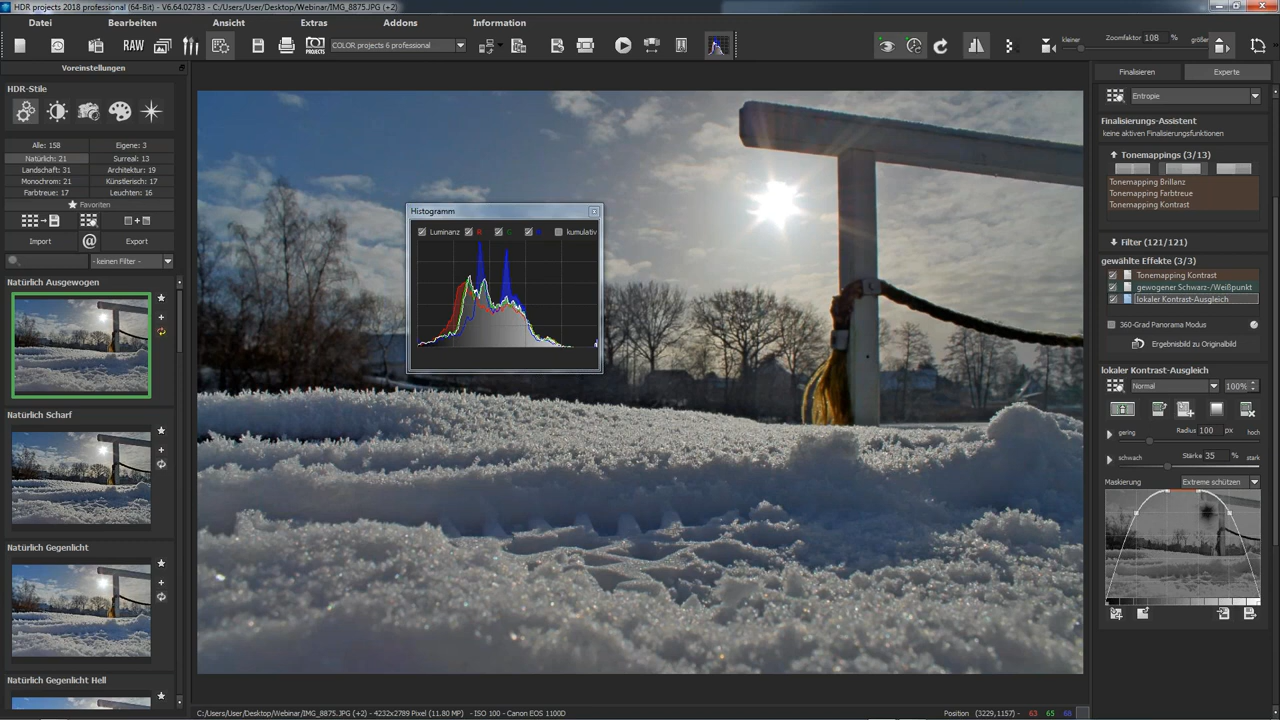 HDR projects 2018 professional (64-Bit) - V6.64.02783 - C:/Users/User/Desktop/Webinar/IMG_8875.JPG (+2)
Datei Bearbeiten Ansicht Extras Addons Information
RAW PROJECTS COLOR projects 6 professional kleiner Zoomfaktor 108 %
Voreinstellungen
HDR-Stile
Alle: 158 Eigene: 3
Natürlich: 21 Surreal: 13
Landschaft: 31 Architektur: 19
Monochrom: 21 Künstlerisch: 17
Farbtreue: 17 Leuchten: 16
Favoriten
Import @ Export
- keinen Filter -
Natürlich Ausgewogen
Natürlich Scharf
Natürlich Gegenlicht
Natürlich Gegenlicht Hell
Histogramm
Luminanz R G B kumulativ
Finalisieren Experte
Entropie
Finalisierungs-Assistent
keine aktiven Finalisierungsfunktionen
Tonemappings (3/13)
Tonemapping Brillanz
Tonemapping Farbtreue
Tonemapping Kontrast
Filter (121/121)
gewählte Effekte (3/3)
Tonemapping Kontrast
gewogener Schwarz-/Weißpunkt
lokaler Kontrast-Ausgleich
360-Grad Panorama Modus
Ergebnisbild zu Originalbild
lokaler Kontrast-Ausgleich
Normal 100%
gering Radius 100 px hoch
schwach Stärke 35 % stark
Maskierung Extreme schützen
C:/Users/User/Desktop/Webinar/IMG_8875.JPG (+2) - 4232x2789 Pixel (11.80 MP) - ISO 100 - Canon EOS 1100D Position (3229,1157) - 63 65 66